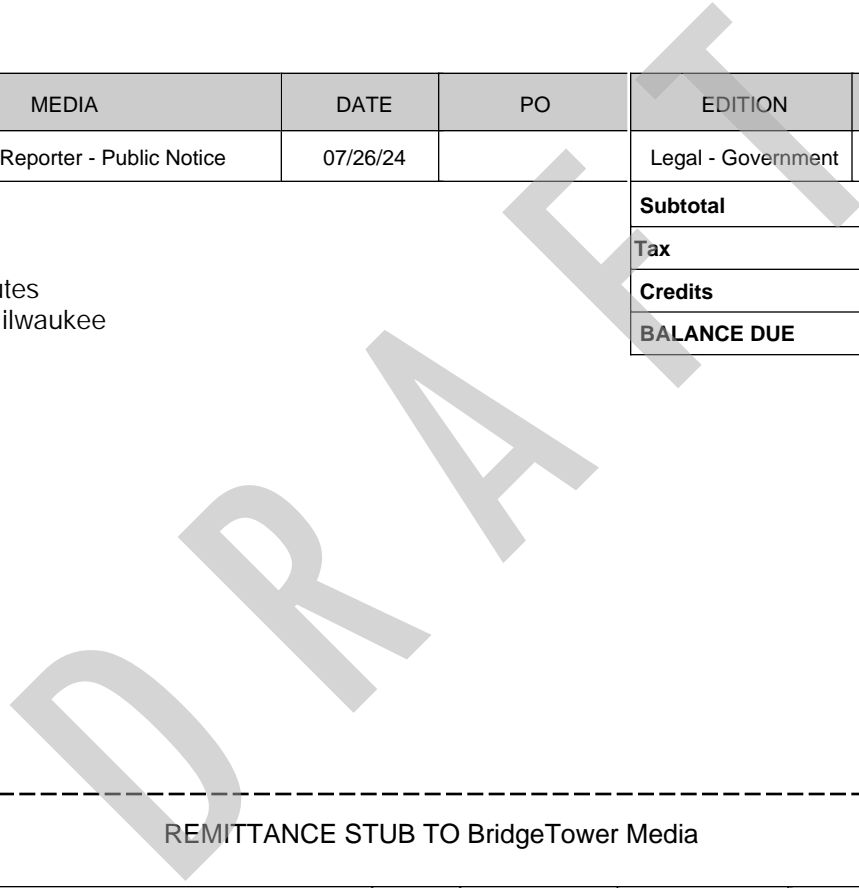 MEDIA DATE PO EDITION
Reporter - Public Notice 07/26/24 Legal - Government
Subtotal
Tax
Credits
BALANCE DUE
ilwaukee
DRAFT
REMITTANCE STUB TO BridgeTower Media